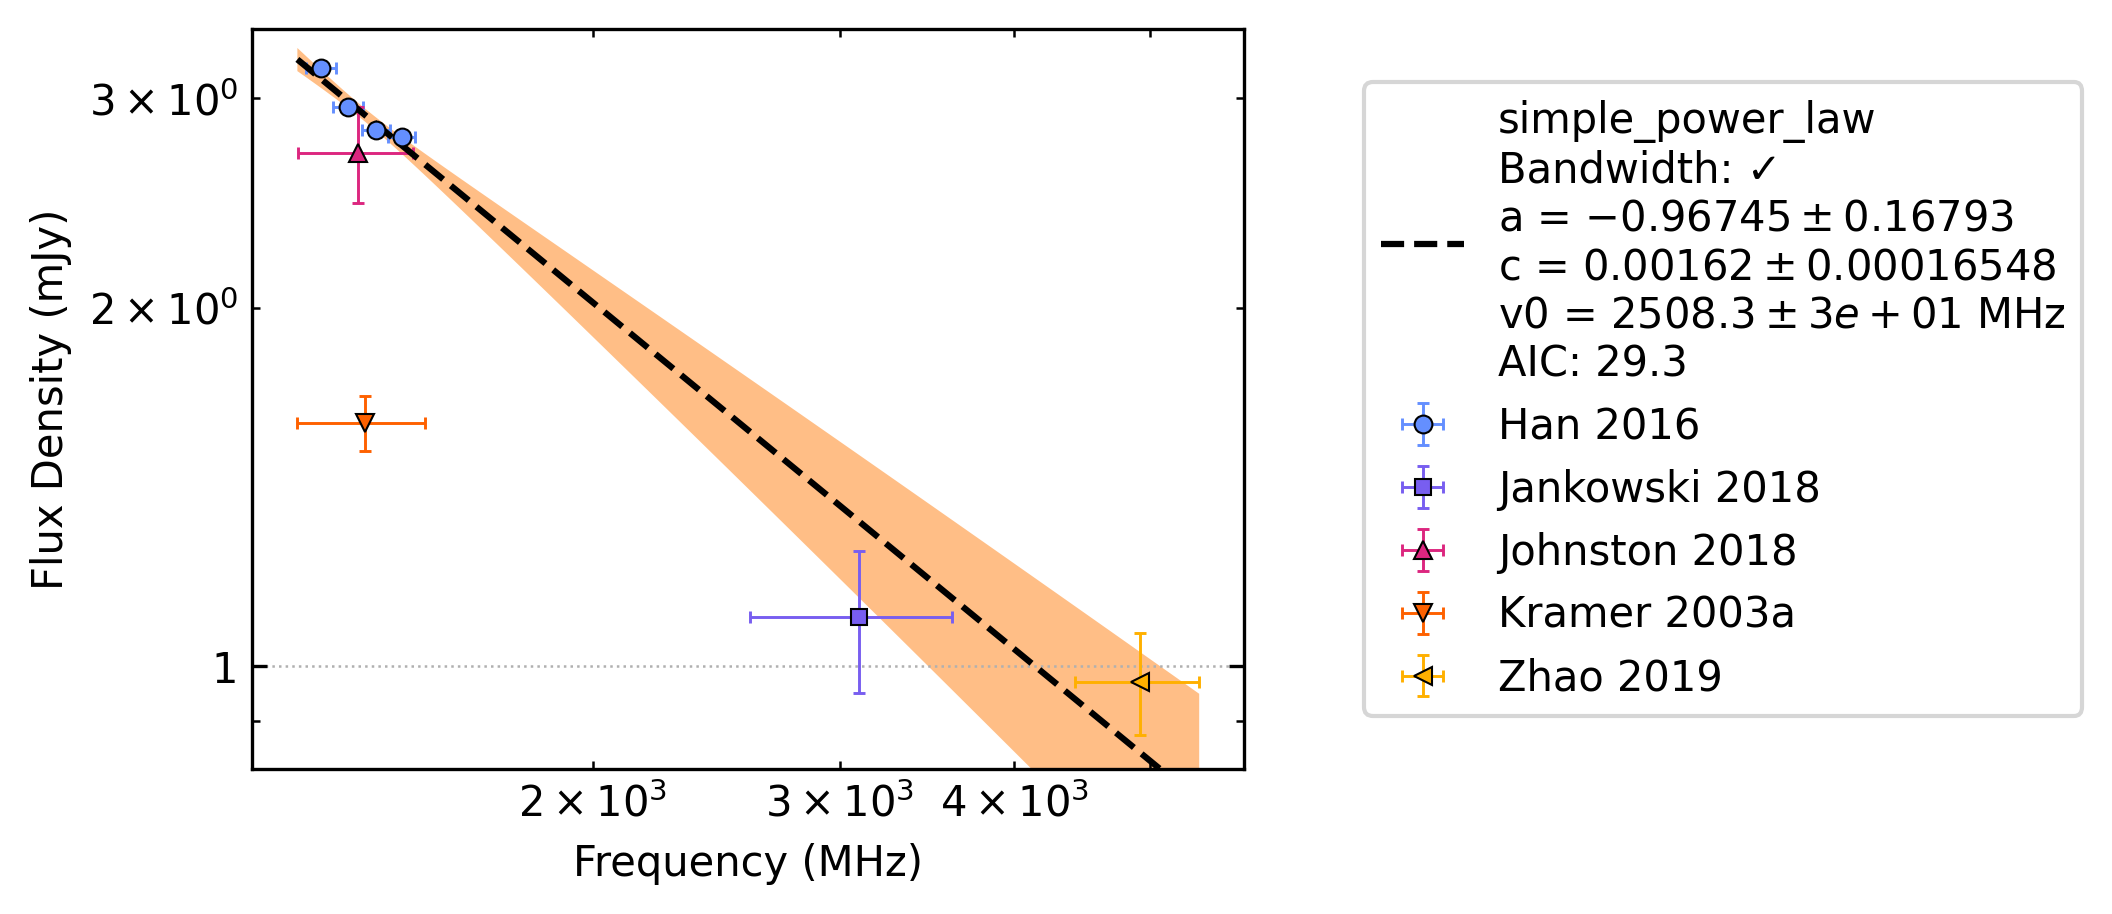 3 × 10⁰
2 × 10⁰
1
Flux Density (mJy)
2 × 10³
3 × 10³
4 × 10³
Frequency (MHz)
simple_power_law
Bandwidth: ✓
a = −0.96745 ± 0.16793
c = 0.00162 ± 0.00016548
v0 = 2508.3 ± 3e + 01 MHz
AIC: 29.3
Han 2016
Jankowski 2018
Johnston 2018
Kramer 2003a
Zhao 2019